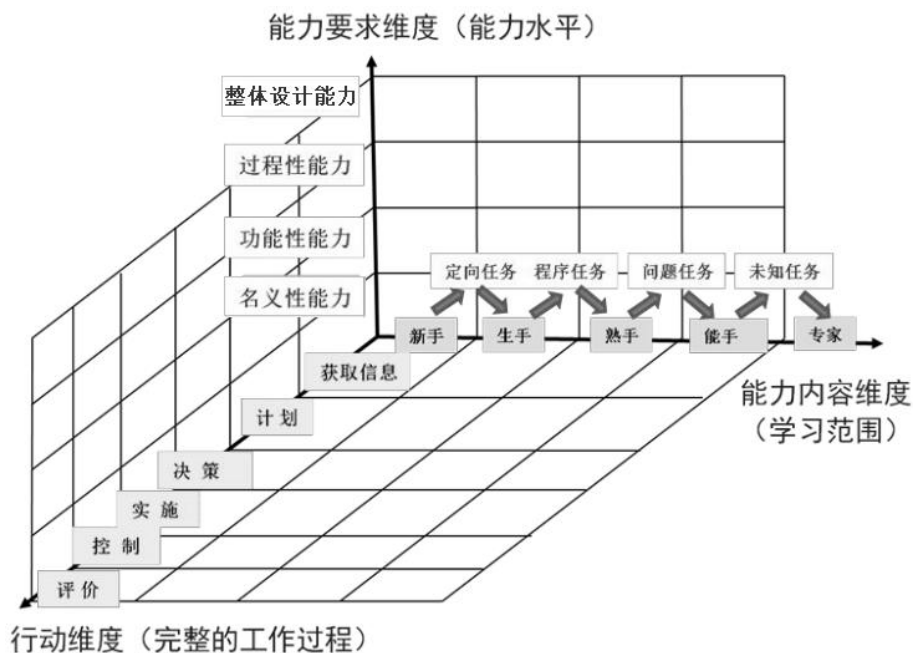 能力要求维度（能力水平）
整体设计能力
过程性能力
功能性能力
名义性能力
定向任务 程序任务 问题任务 未知任务
新手 生手 熟手 能手 专家
获取信息
计划
决策
实施
控制
评价
能力内容维度
（学习范围）
行动维度（完整的工作过程）